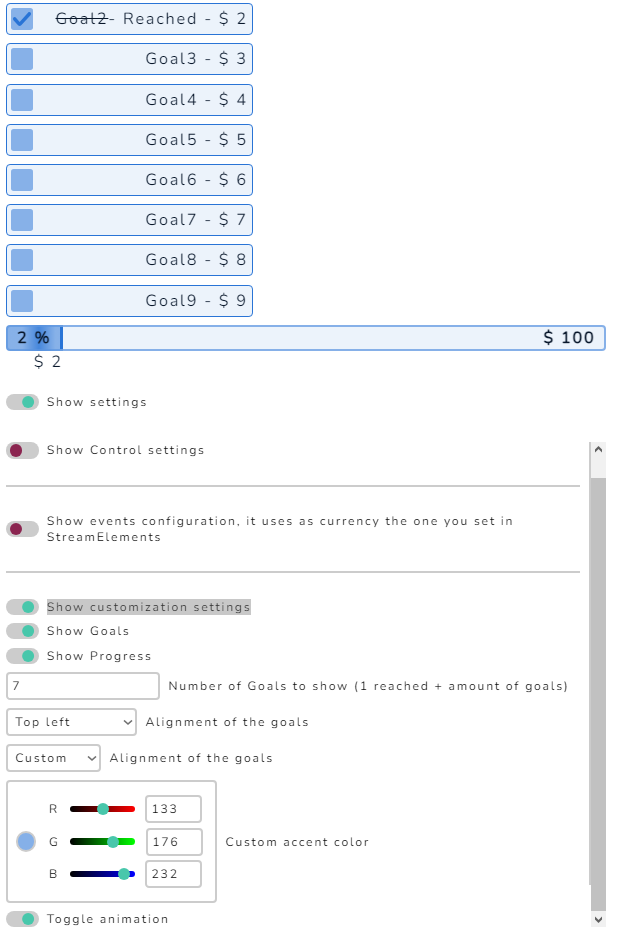 Goal2- Reached - $ 2
Goal3 - $ 3
Goal4 - $ 4
Goal5 - $ 5
Goal6 - $ 6
Goal7 - $ 7
Goal8 - $ 8
Goal9 - $ 9
2 % $ 100
$ 2
Show settings
Show Control settings
Show events configuration, it uses as currency the one you set in
StreamElements
Show customization settings
Show Goals
Show Progress
7 Number of Goals to show (1 reached + amount of goals)
Top left Alignment of the goals
Custom Alignment of the goals
R 133
G 176 Custom accent color
B 232
Toggle animation